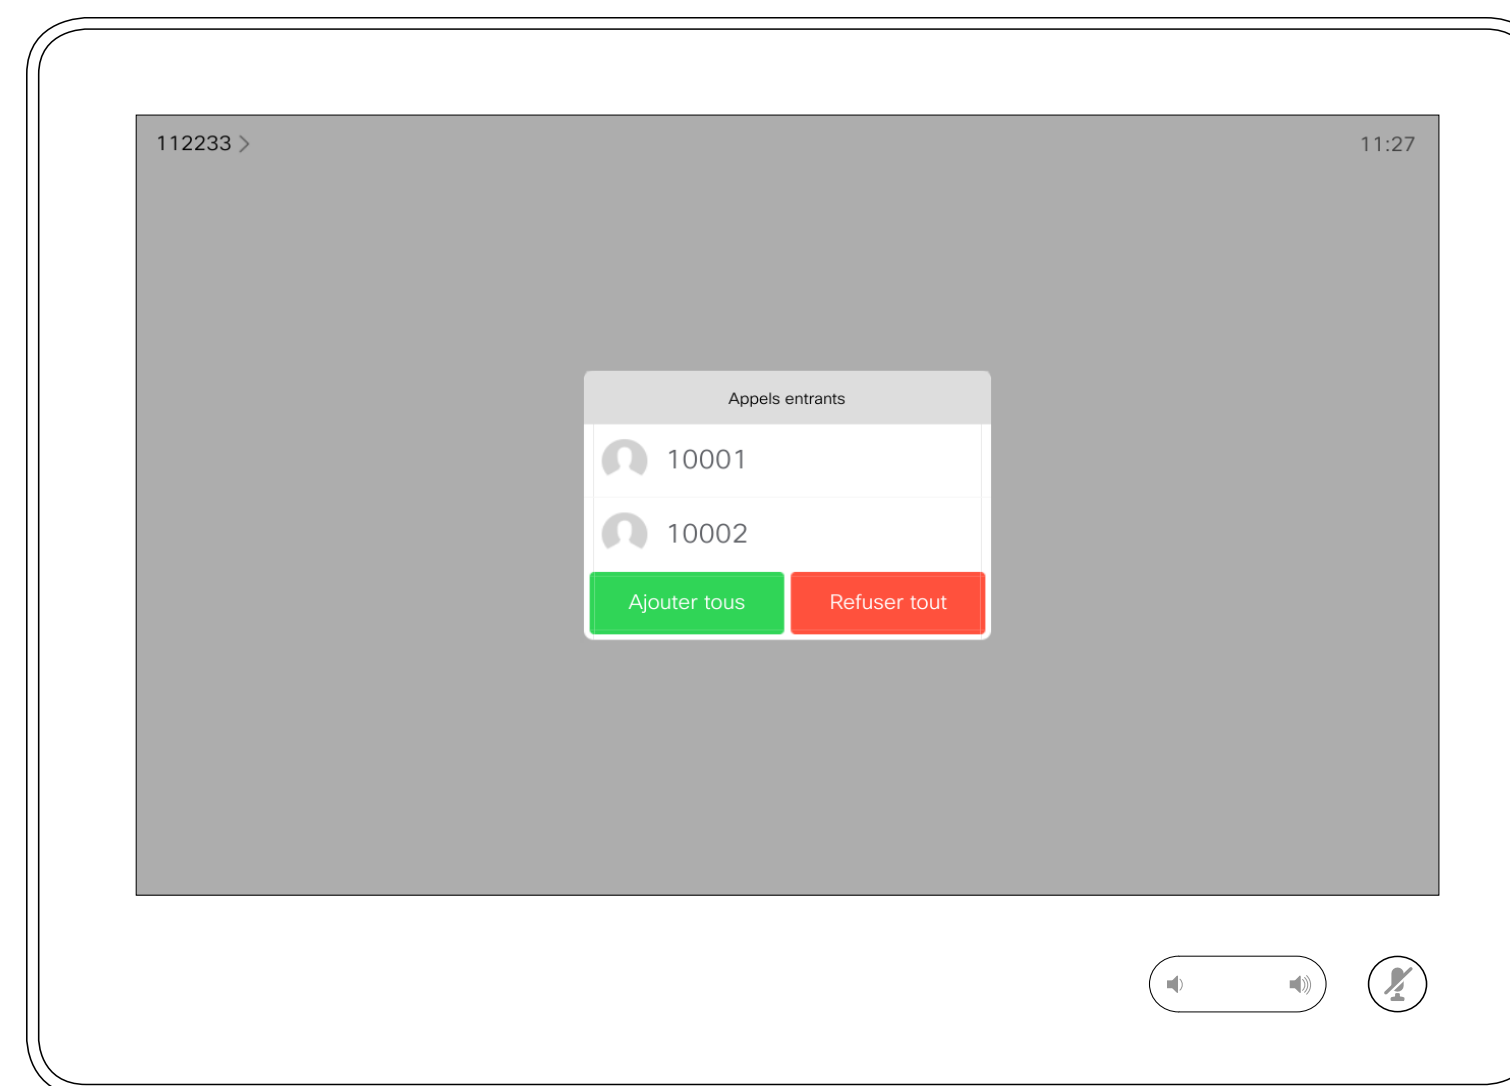 112233 >
11:27
Appels entrants
10001
10002
Ajouter tous
Refuser tout